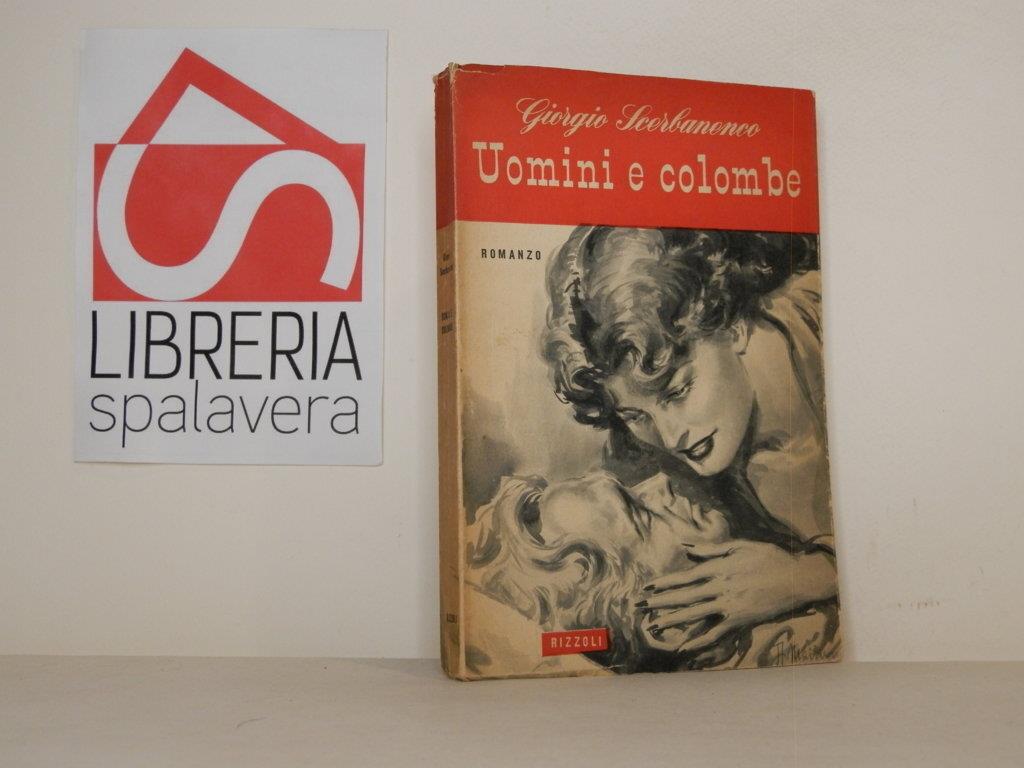 LIBRERIA
spalavera
Giorgio Scerbanenco
Uomini e colombe
ROMANZO
RIZZOLI